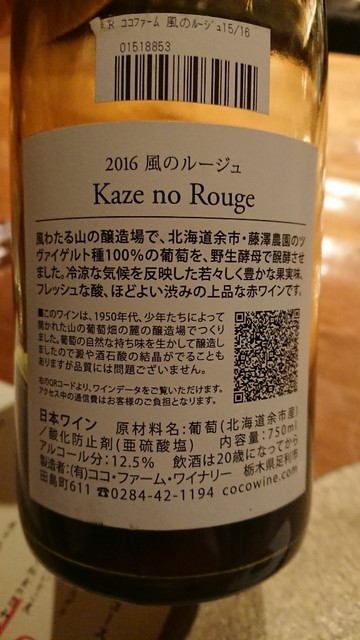 R ココファーム 風のルージュ15/16
01518853
2016 風のルージュ
Kaze no Rouge
風わたる山の醸造場で、北海道余市・藤澤農園のツ
ヴァイゲルト種100%の葡萄を、野生酵母で醗酵させ
ました。冷涼な気候を反映した若々しく豊かな果実味。
フレッシュな酸、ほどよい渋みの上品な赤ワインです。
■このワインは、1950年代、少年たちによって
開かれた山の葡萄畑の麓の醸造場でつくり
ました。葡萄の自然な持ち味を生かして醸造し
ましたので澱や酒石酸の結晶がでることも
ありますが品質には問題ございません。
右のQRコードより、ワインデータをご覧いただけます。
アクセス中の通信費はお客様のご負担となります。
日本ワイン 原材料名:葡萄(北海道余市産)
/酸化防止剤(亜硫酸塩) 内容量:750ml
アルコール分:12.5% 飲酒は20歳になってから
製造者:(有)ココ・ファーム・ワイナリー 栃木県足利市
田島町611 ☎0284-42-1194 cocowine.com